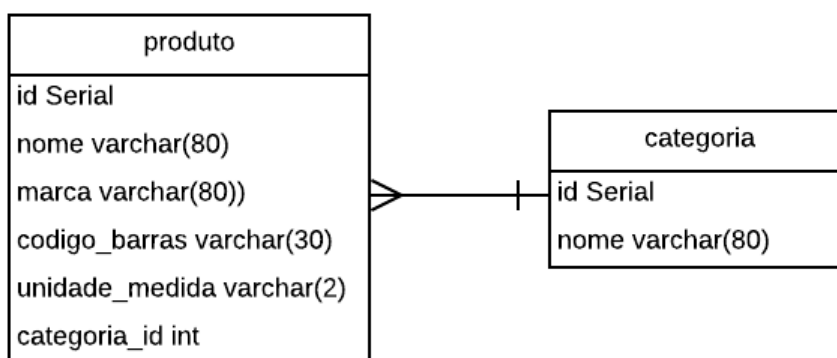 produto
id Serial
nome varchar(80)
marca varchar(80))
codigo_barras varchar(30)
unidade_medida varchar(2)
categoria_id int
categoria
id Serial
nome varchar(80)